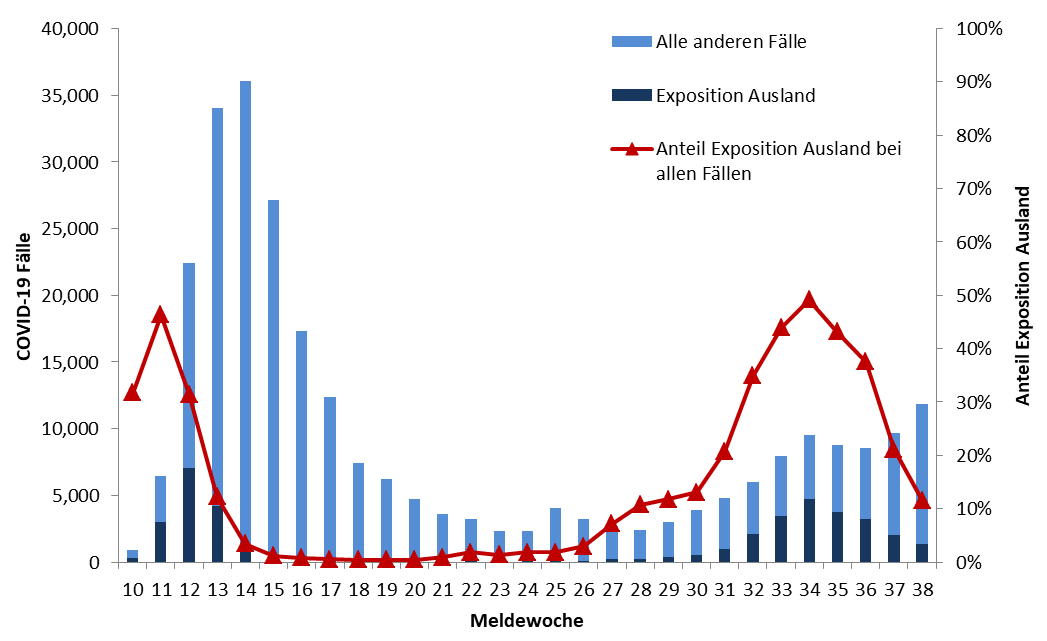 40,000
35,000
30,000
25,000
20,000
15,000
10,000
5,000
0
COVID-19 Fälle
Alle anderen Fälle
Exposition Ausland
Anteil Exposition Ausland bei
allen Fällen
100%
90%
80%
70%
60%
50%
40%
30%
20%
10%
0%
Anteil Exposition Ausland
10 11 12 13 14 15 16 17 18 19 20 21 22 23 24 25 26 27 28 29 30 31 32 33 34 35 36 37 38
Meldewoche